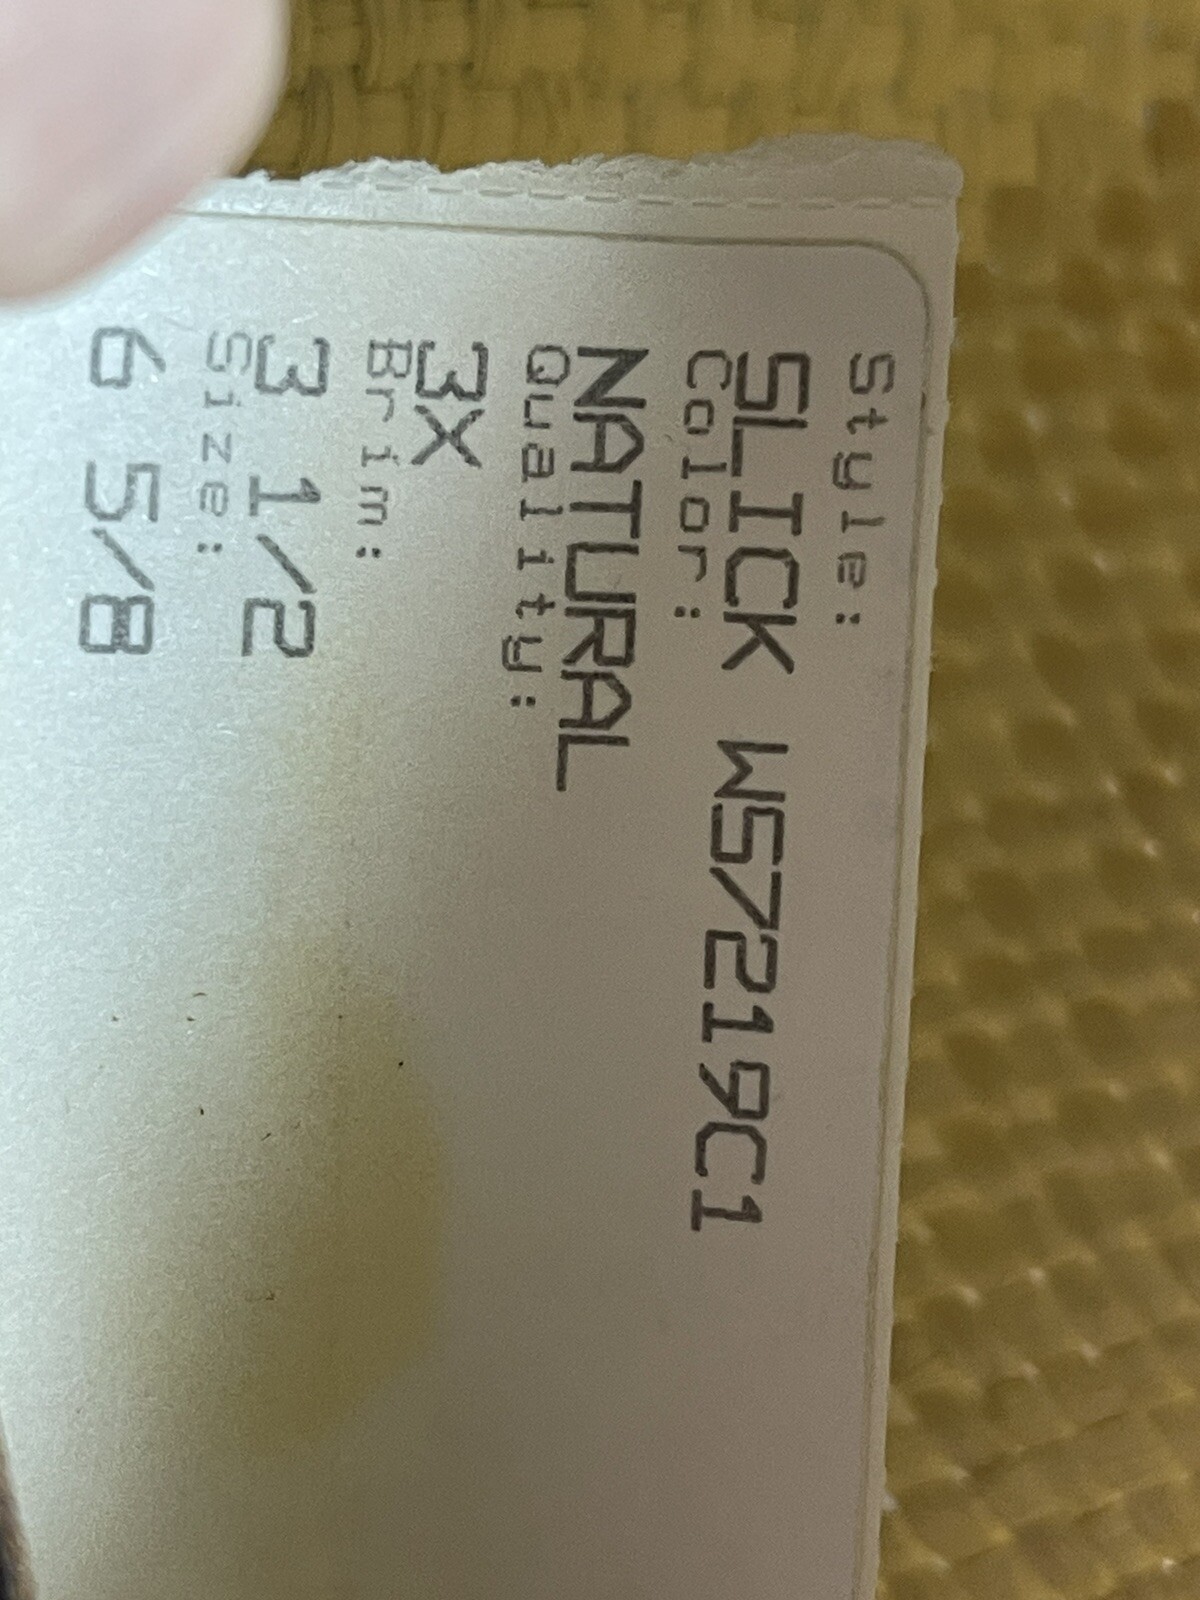 Style:
SLICK W57219C1
Color:
NATURAL
Quality:
3X
Brim:
3 1/2
Size:
6 5/8